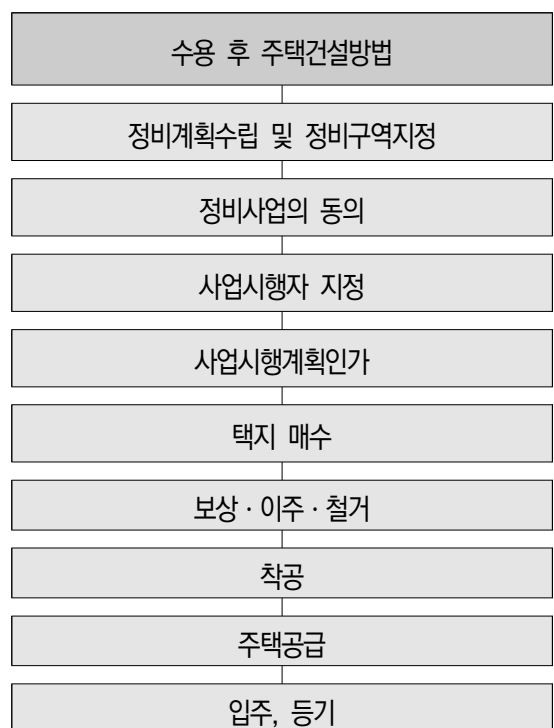 수용 후 주택건설방법
정비계획수립 및 정비구역지정
정비사업의 동의
사업시행자 지정
사업시행계획인가
택지 매수
보상·이주·철거
착공
주택공급
입주, 등기